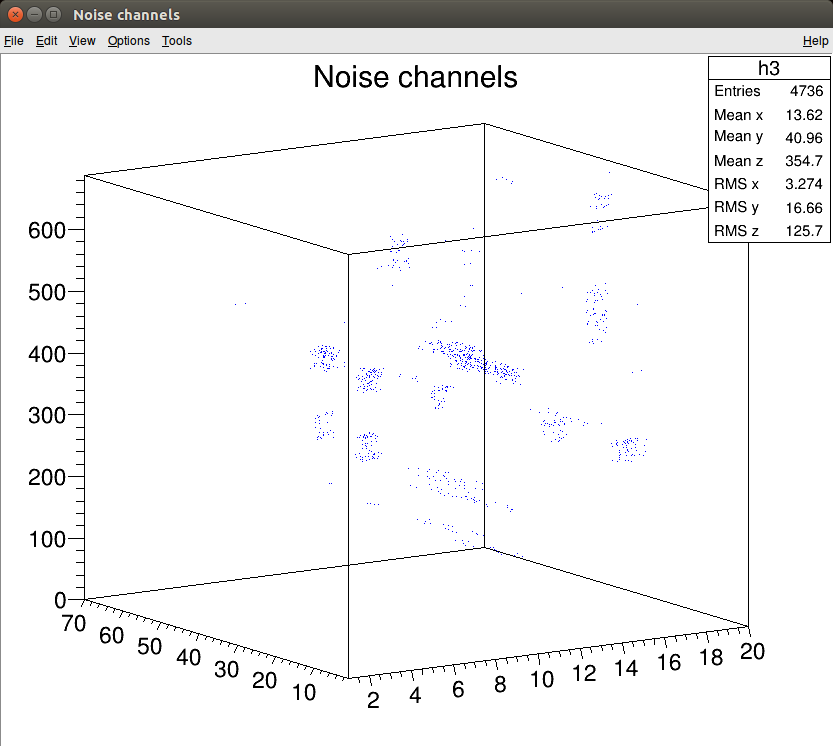 Noise channels
File Edit View Options Tools Help
Noise channels
h3
Entries 4736
Mean x 13.62
Mean y 40.96
Mean z 354.7
RMS x 3.274
RMS y 16.66
RMS z 125.7
600
500
400
300
200
100
0
70 60 50 40 30 20 10
2 4 6 8 10 12 14 16 18 20